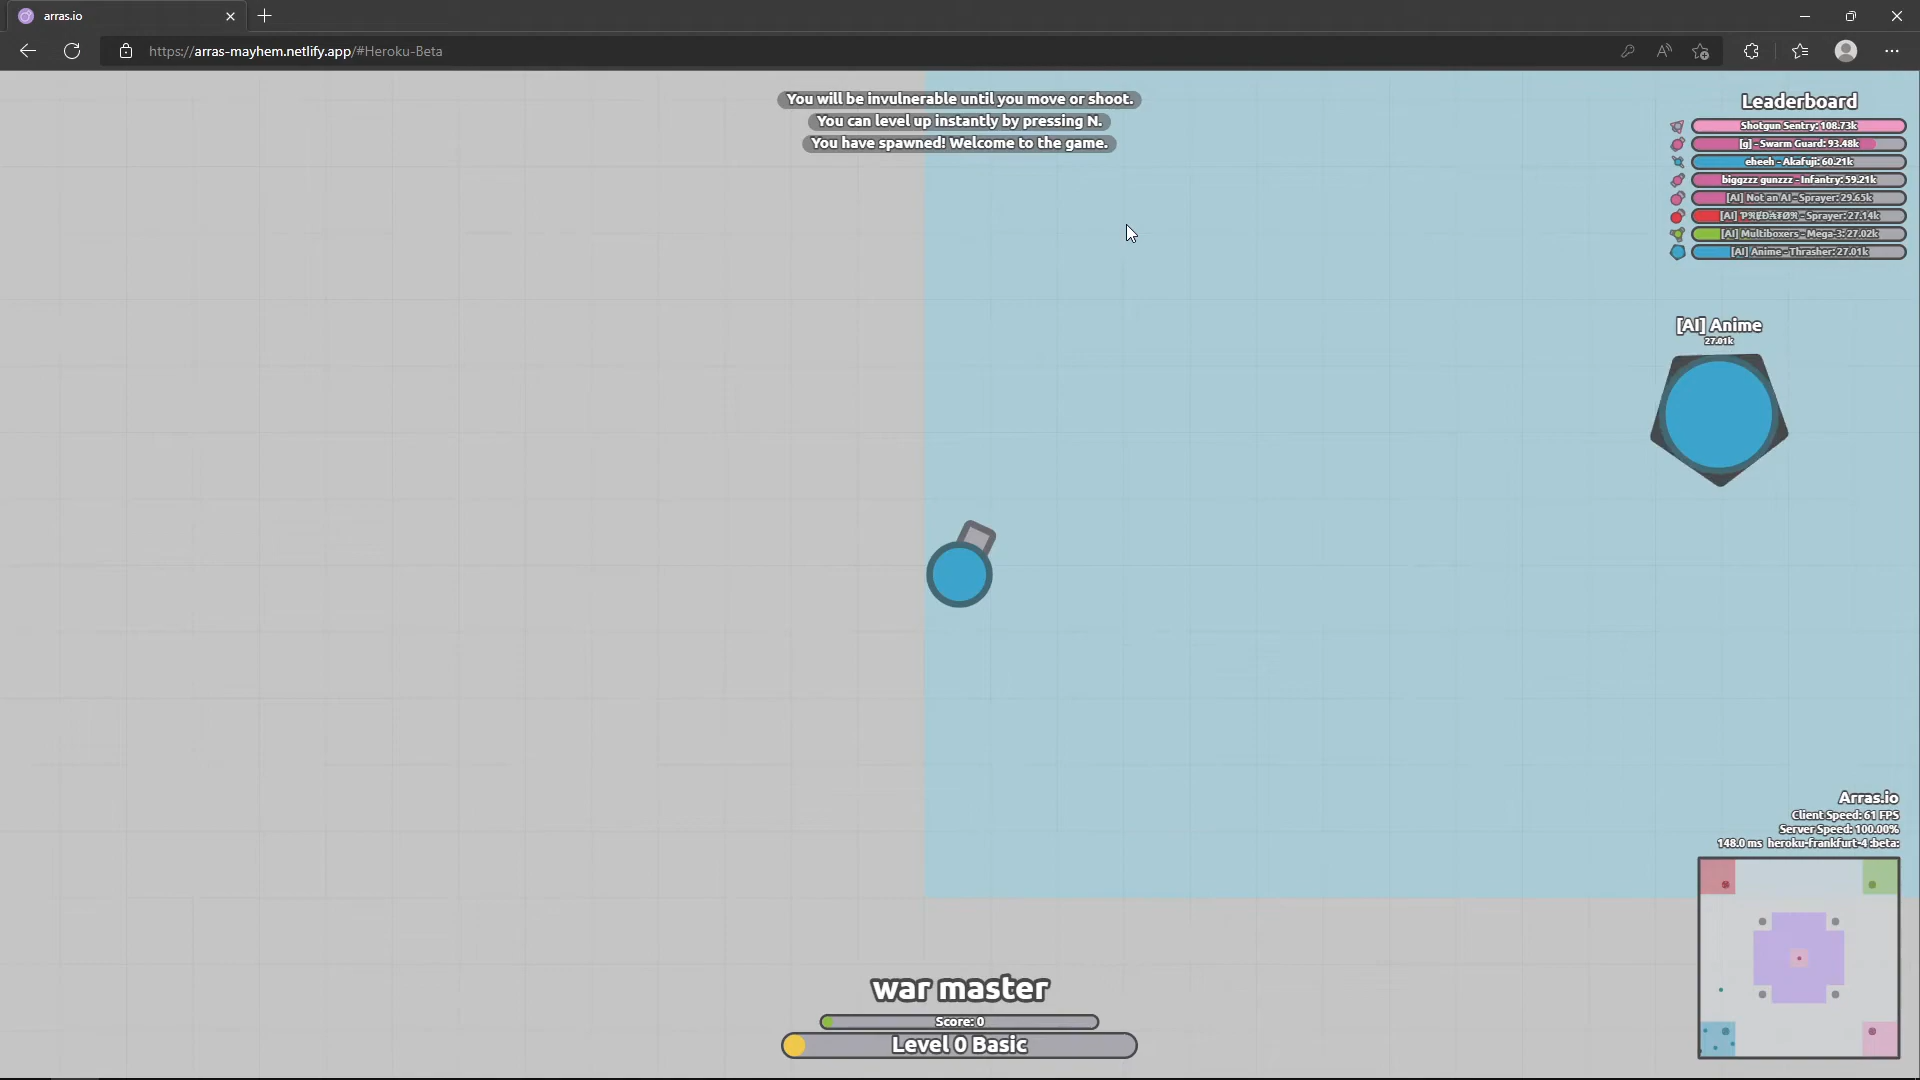 arras.io
https://arras-mayhem.netlify.app/#Heroku-Beta
You will be invulnerable until you move or shoot.
You can level up instantly by pressing N.
You have spawned! Welcome to the game.
Leaderboard
Shotgun Sentry: 108.73k
[g] - Swarm Guard: 93.48k
eheeh - Akafuji: 60.21k
biggzzz gunzzz - Infantry: 59.21k
[AI] Not an AI - Sprayer: 29.65k
[AI] - Sprayer: 27.14k
[AI] Multiboxers - Mega-3: 27.02k
[AI] Anime - Thrasher: 27.01k
[AI] Anime
27.01k
Arras.io
Client Speed: 61 FPS
Server Speed: 100.00%
148.0 ms heroku-frankfurt-4 :beta:
war master
Score: 0
Level 0 Basic